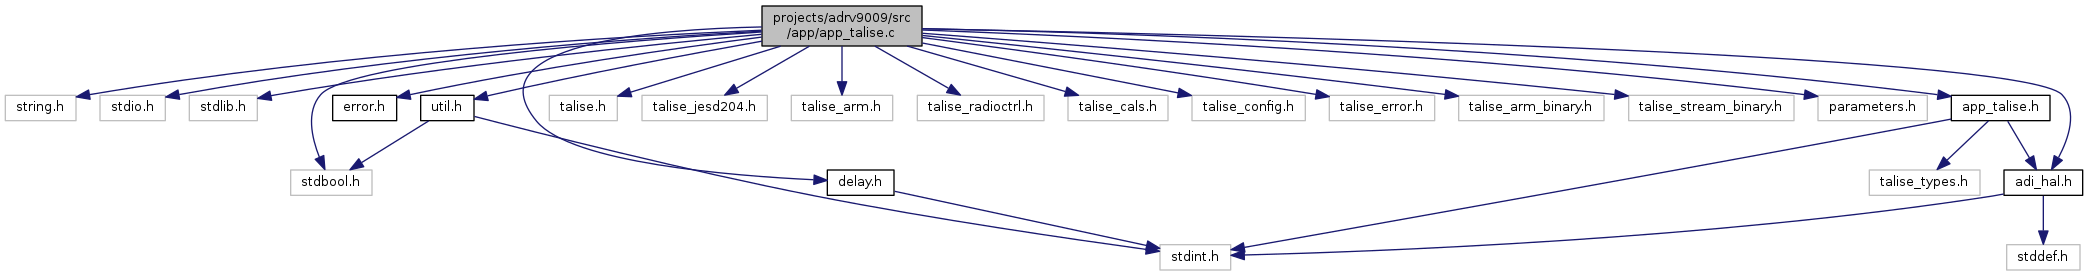 projects/adrv9009/src
/app/app_talise.c
string.h
stdio.h
stdlib.h
error.h
util.h
talise.h
talise_jesd204.h
talise_arm.h
talise_radioctrl.h
talise_cals.h
talise_config.h
talise_error.h
talise_arm_binary.h
talise_stream_binary.h
parameters.h
app_talise.h
stdbool.h
delay.h
talise_types.h
adi_hal.h
stdint.h
stddef.h